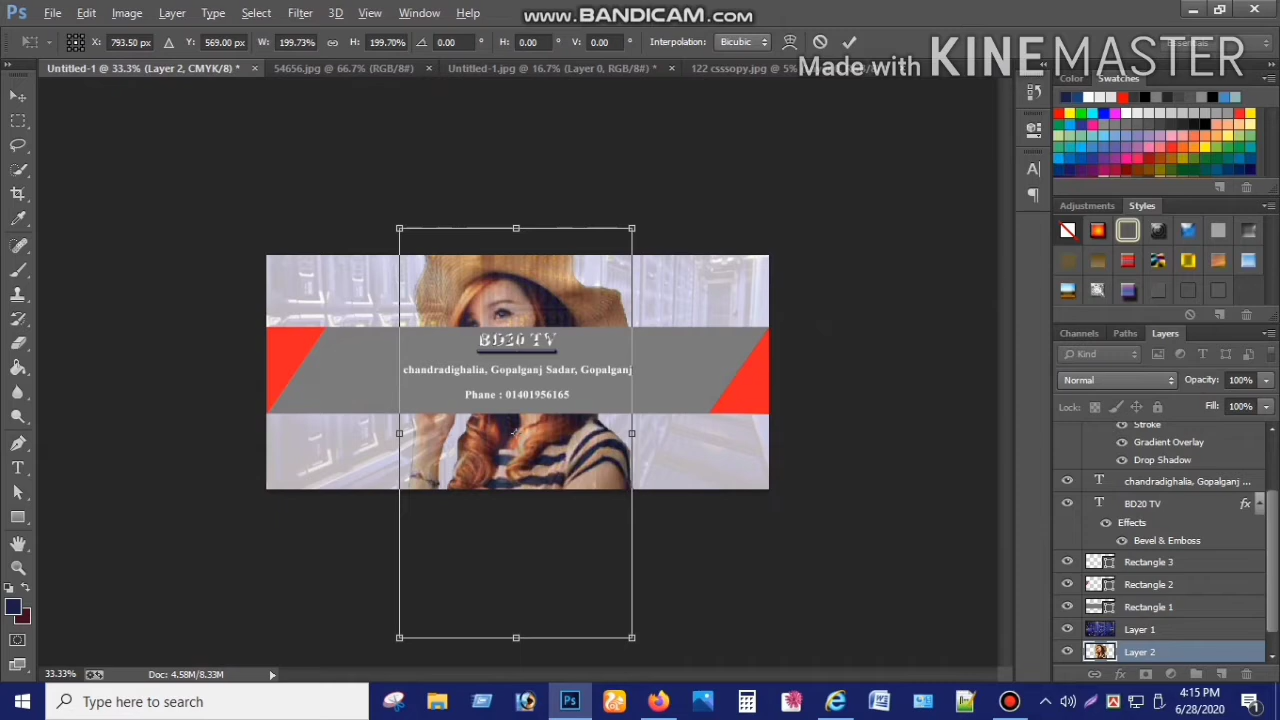 Ps File Edit Image Layer Type Select Filter 3D View Window Help
www.BANDICAM.com
X: 793.50 px Y: 569.00 px W: 199.73% H: 199.70% 0.00 ° H: 0.00 ° V: 0.00 ° Interpolation: Bicubic
Made with KINEMASTER
Untitled-1 @ 33.3% (Layer 2, CMYK/8) * × 54656.jpg @ 66.7% (RGB/8#) × Untitled-1.jpg @ 16.7% (Layer 0, RGB/8#) * × 122 csssopy.jpg @ 5%
Color Swatches
Adjustments Styles
BD20 TV
chandradighalia, Gopalganj Sadar, Gopalganj
Phane : 01401956165
Channels Paths Layers
Kind
Normal Opacity: 100%
Lock: Fill: 100%
Stroke
Gradient Overlay
Drop Shadow
T chandradighalia, Gopalganj ...
T BD20 TV fx
Effects
Bevel & Emboss
Rectangle 3
Rectangle 2
Rectangle 1
Layer 1
Layer 2
33.33% Doc: 4.58M/8.33M
Type here to search
4:15 PM
6/28/2020